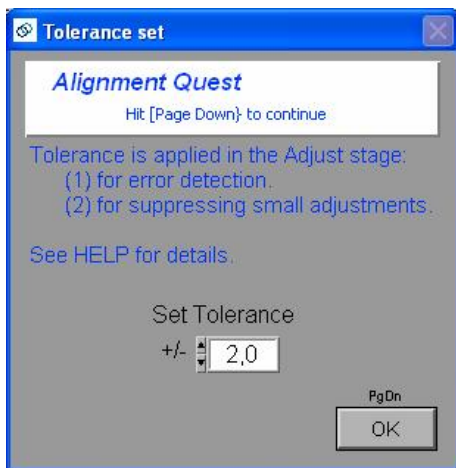 Tolerance set
Alignment Quest
Hit [Page Down} to continue
Tolerance is applied in the Adjust stage:
(1) for error detection.
(2) for suppressing small adjustments.
See HELP for details.
Set Tolerance
+/- 2,0
PgDn
OK